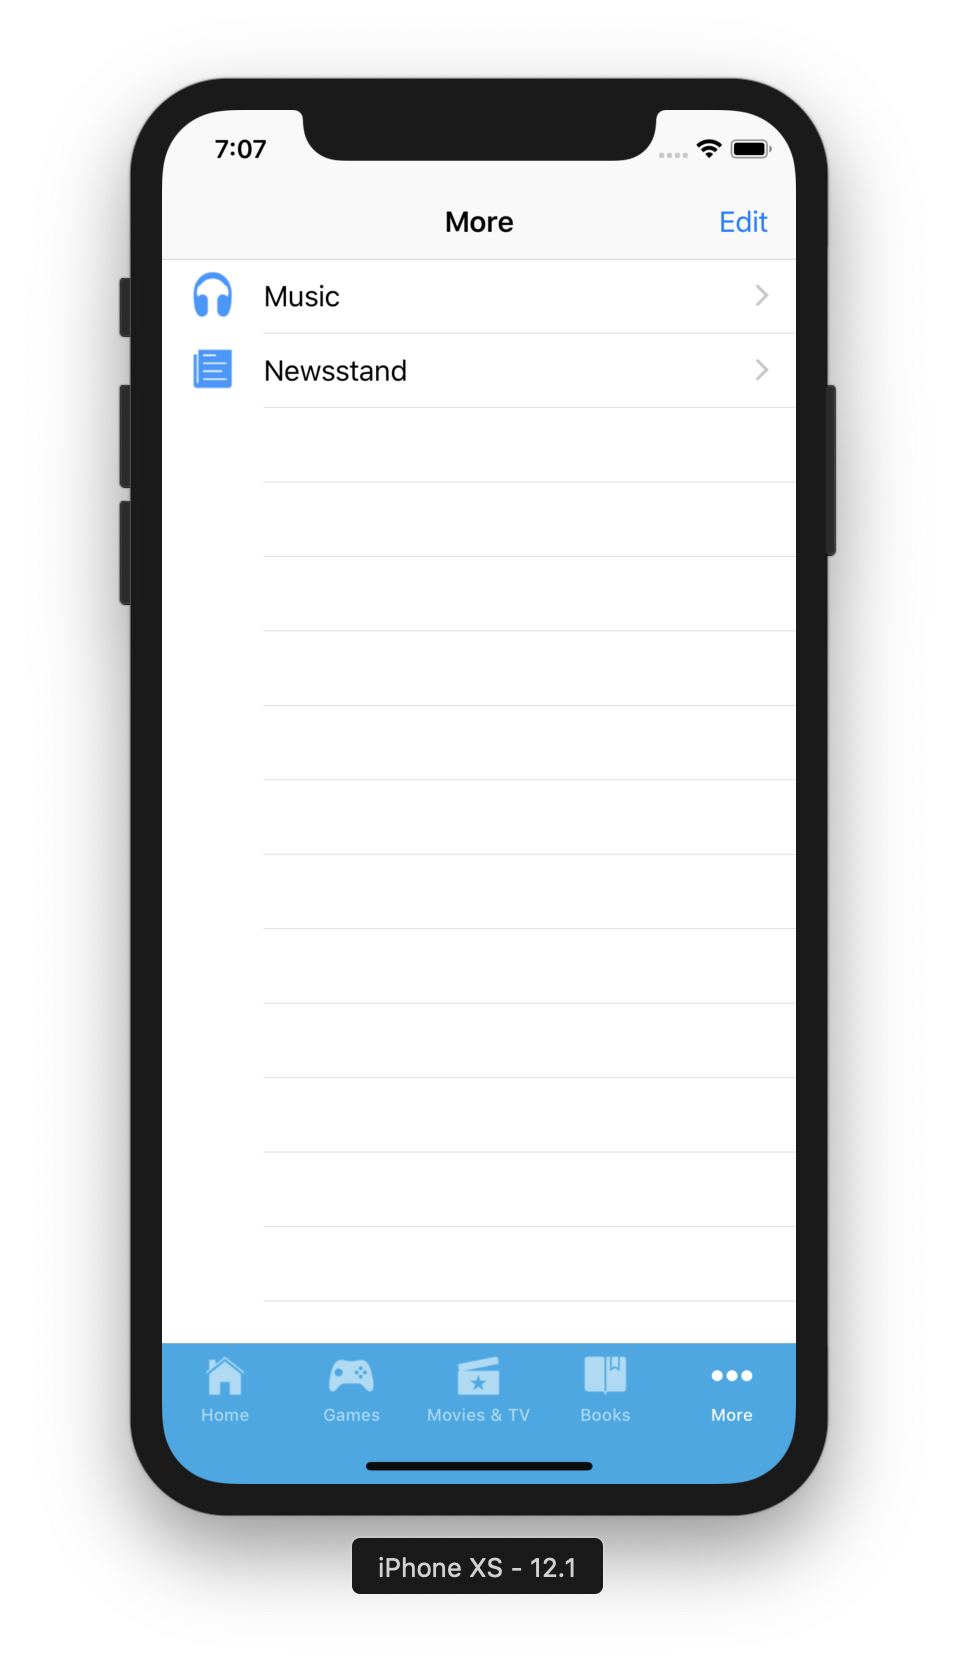 7:07
More
Edit
Music
Newsstand
Home
Games
Movies & TV
Books
More
iPhone XS - 12.1